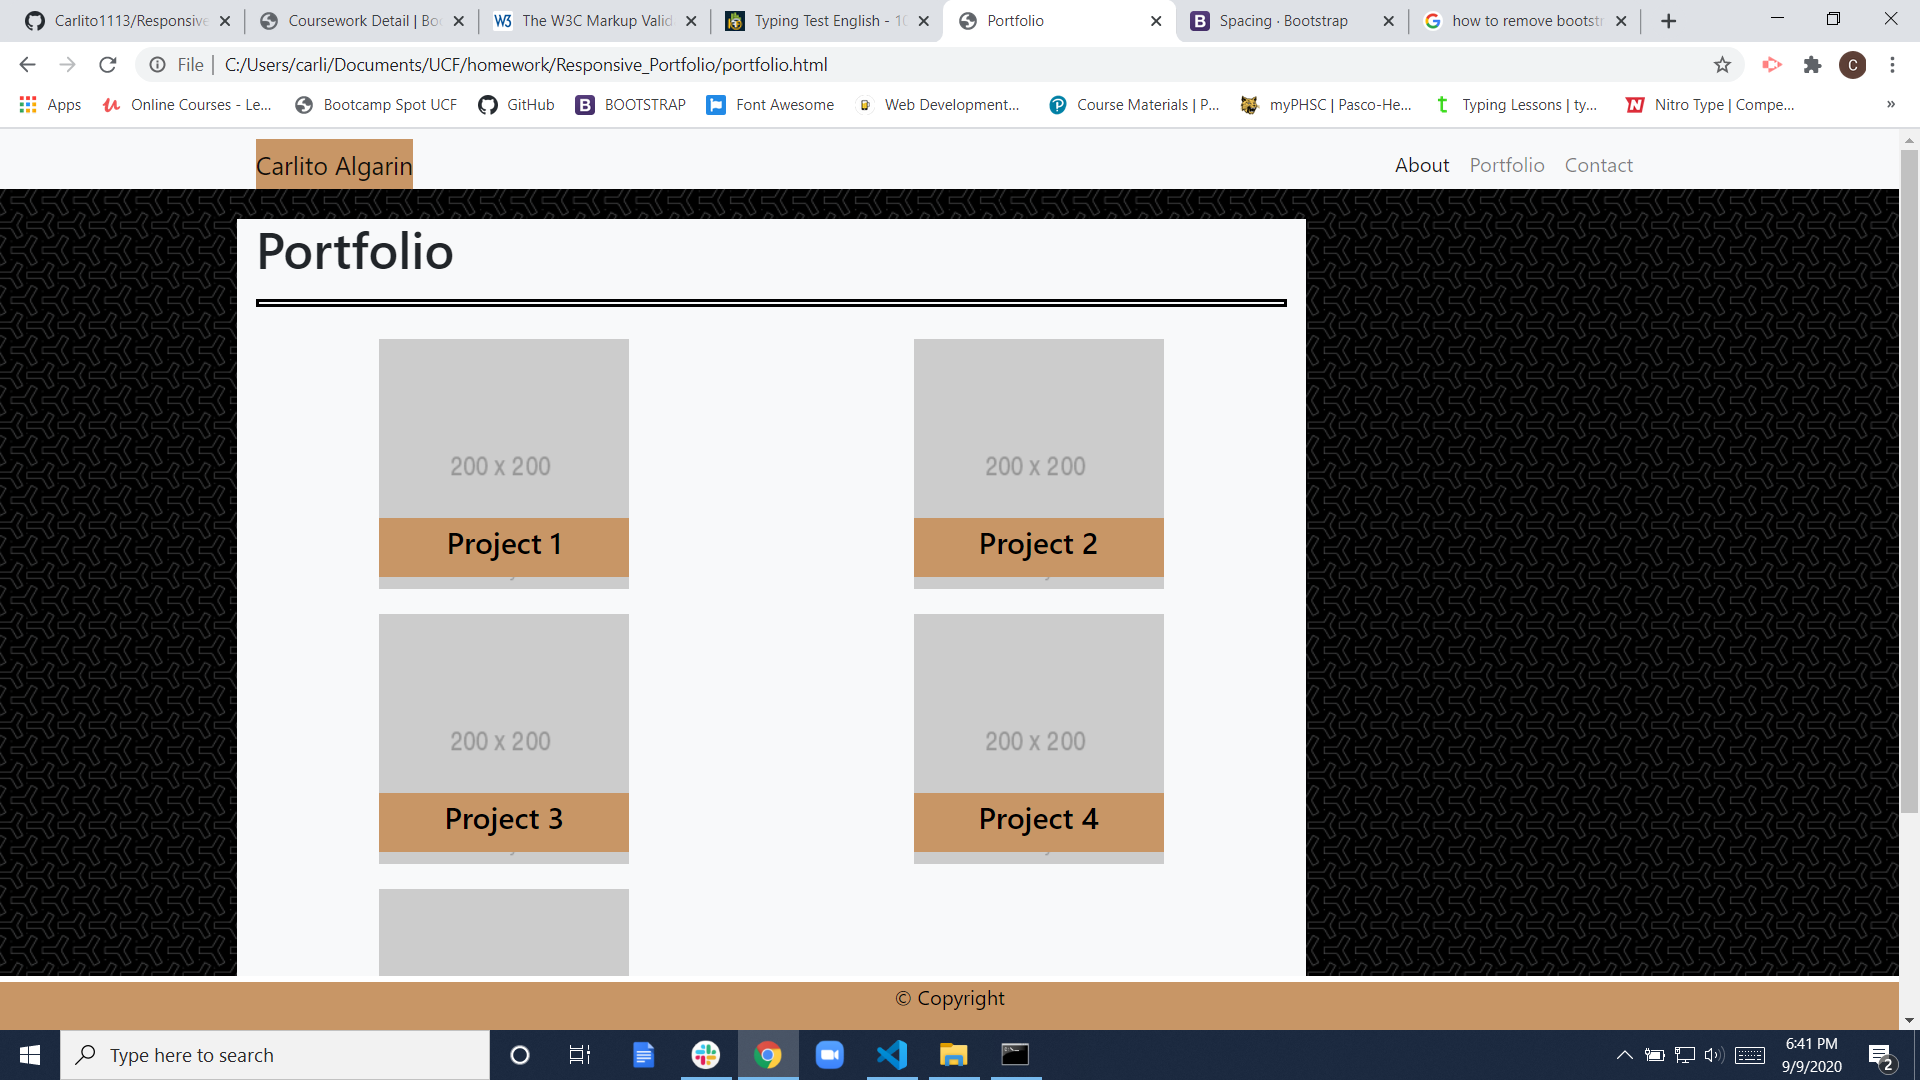 Carlito1113/Responsive
Coursework Detail | Boo
The W3C Markup Valid
Typing Test English - 10
Portfolio
Spacing · Bootstrap
how to remove bootstr
File | C:/Users/carli/Documents/UCF/homework/Responsive_Portfolio/portfolio.html
C
Apps
Online Courses - Le...
Bootcamp Spot UCF
GitHub
BOOTSTRAP
Font Awesome
Web Development...
Course Materials | P...
myPHSC | Pasco-He...
Typing Lessons | ty...
Nitro Type | Compe...
»
Carlito Algarin
About Portfolio Contact
Portfolio
200 x 200
Project 1
200 x 200
Project 2
200 x 200
Project 3
200 x 200
Project 4
© Copyright
Type here to search
6:41 PM
9/9/2020
2